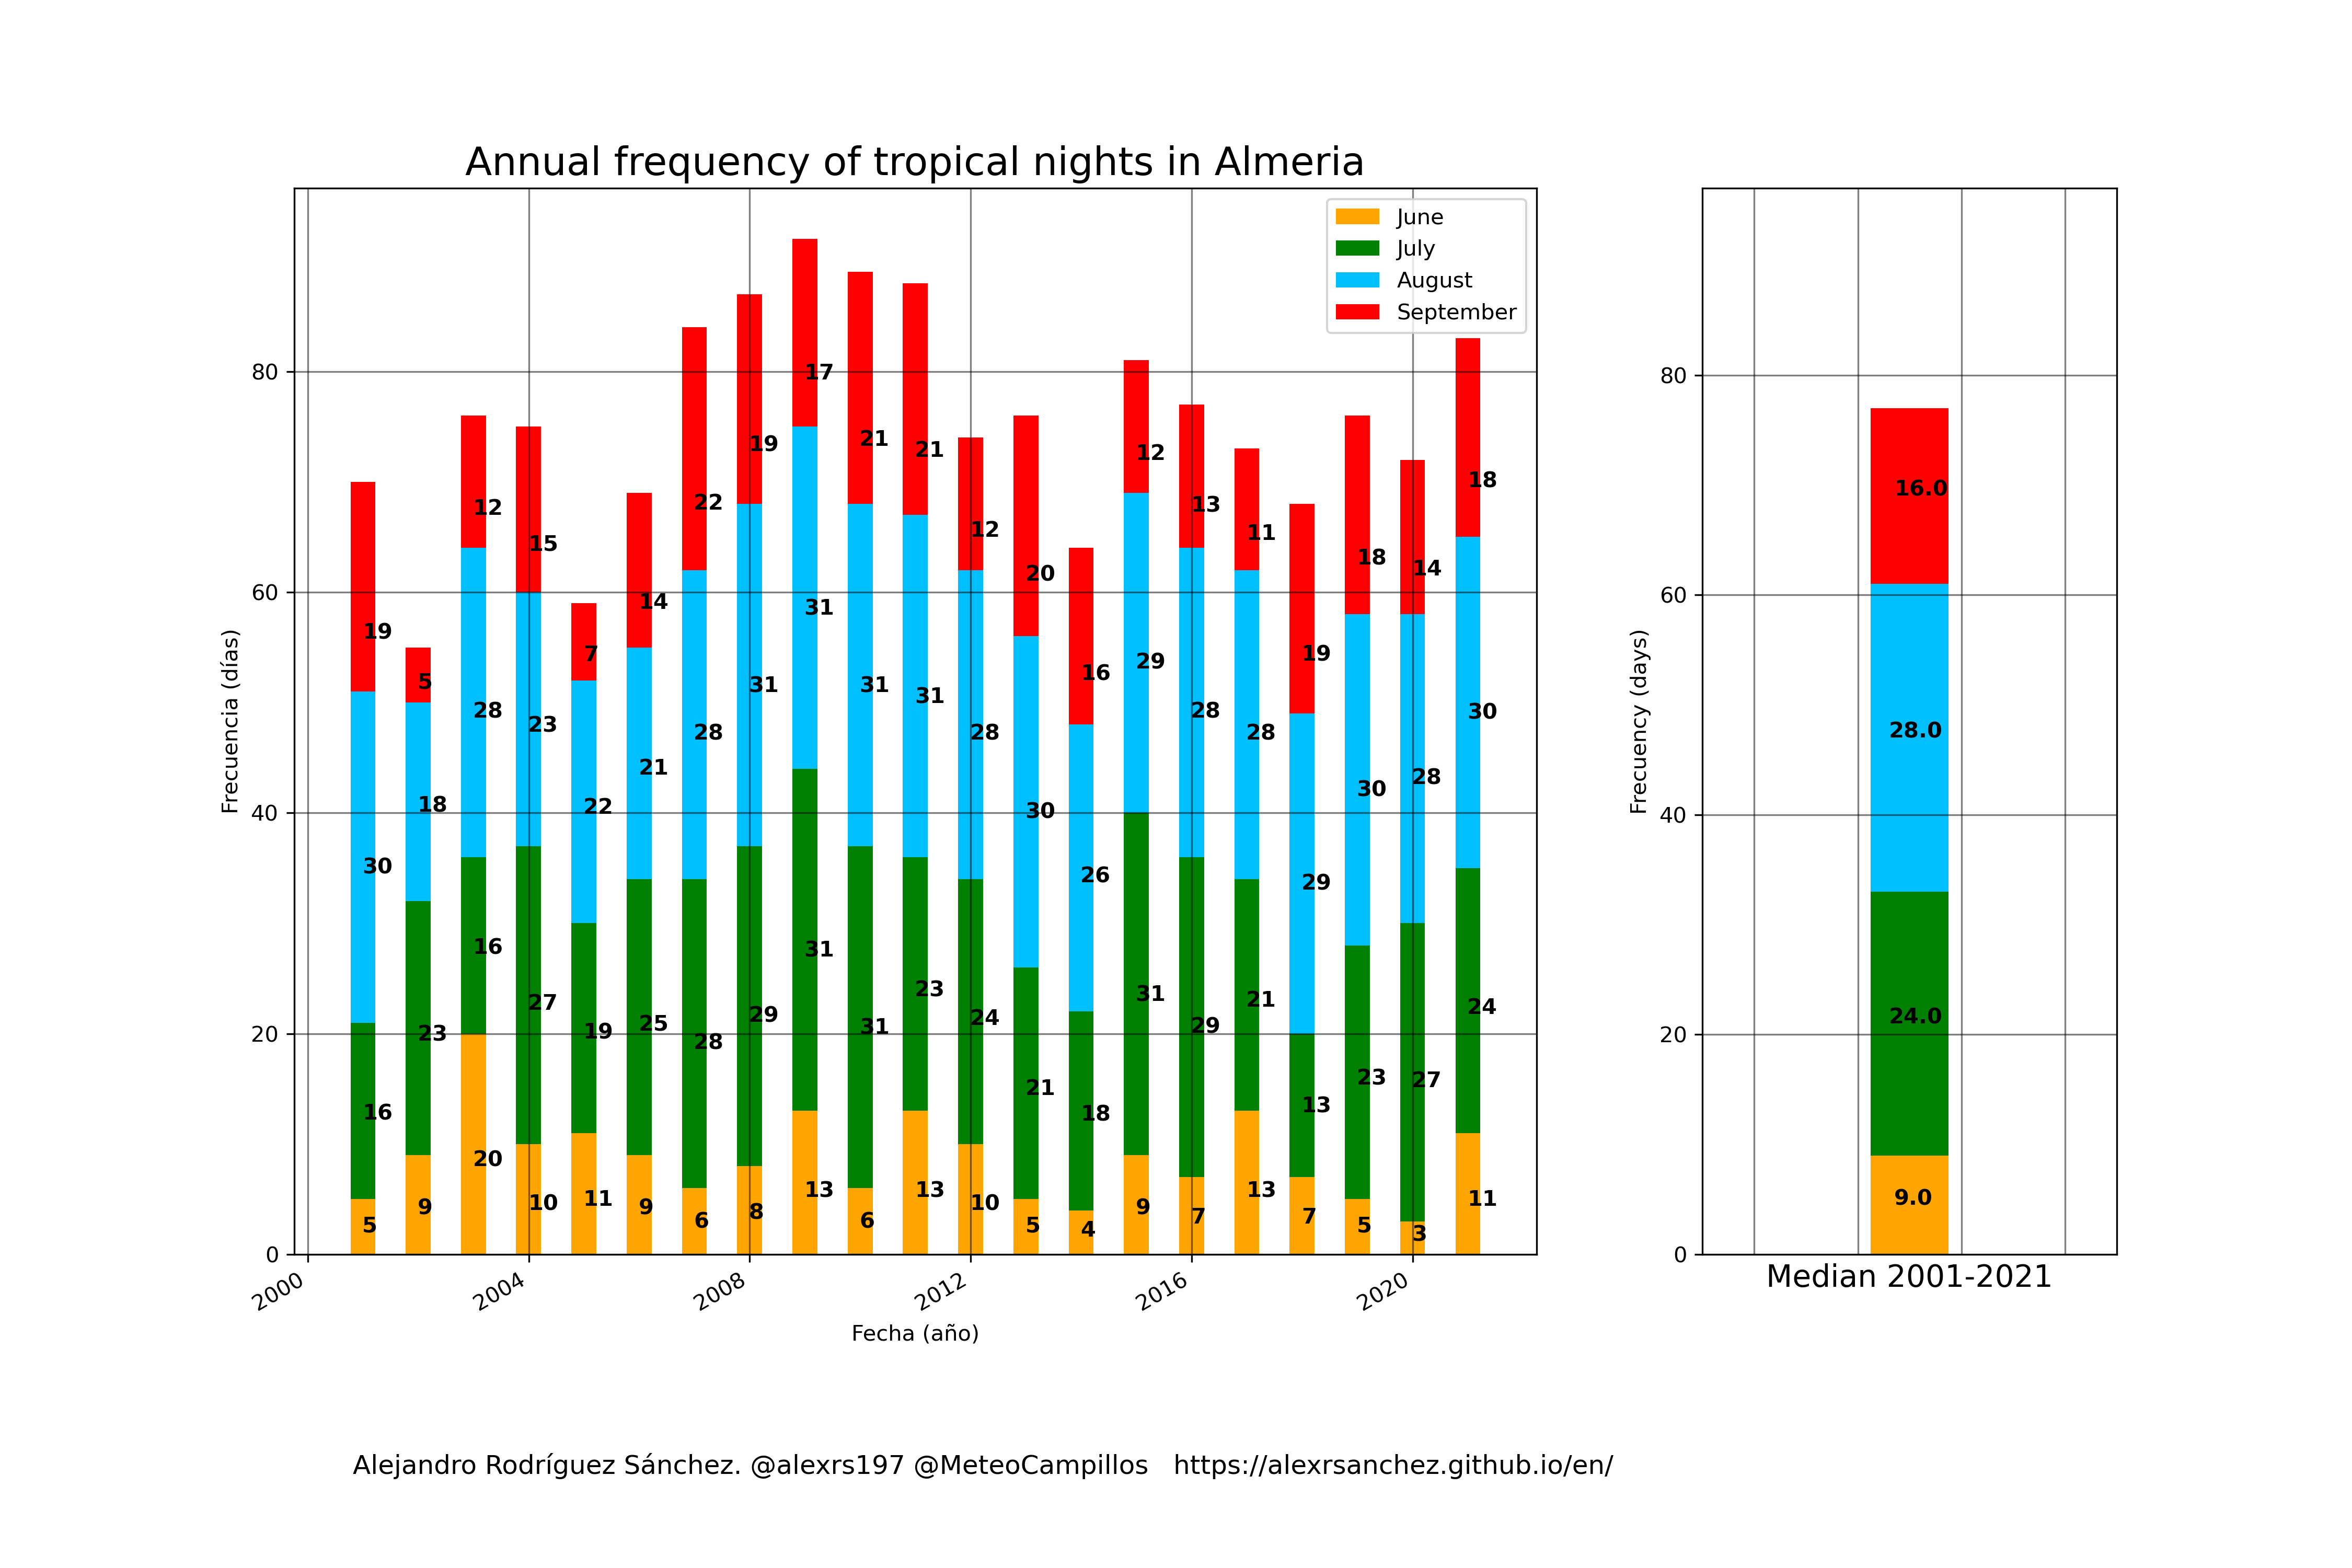 Annual frequency of tropical nights in Almeria
June
July
August
September
Frecuencia (días)
80
60
40
20
0
19 5 12 15 7 14 22 19 17 21 21 12 20 16 12 13 11 19 18 14 18
30 18 28 23 22 21 28 31 31 31 31 28 30 26 29 28 28 29 30 28 30
16 23 16 27 19 25 28 29 31 31 23 24 21 18 31 29 21 13 23 27 24
5 9 20 10 11 9 6 8 13 6 13 10 5 4 9 7 13 7 5 3 11
2000 2004 2008 2012 2016 2020
Fecha (año)
Frecuency (days)
80
60
40
20
0
16.0
28.0
24.0
9.0
Median 2001-2021
Alejandro Rodríguez Sánchez. @alexrs197 @MeteoCampillos https://alexrsanchez.github.io/en/